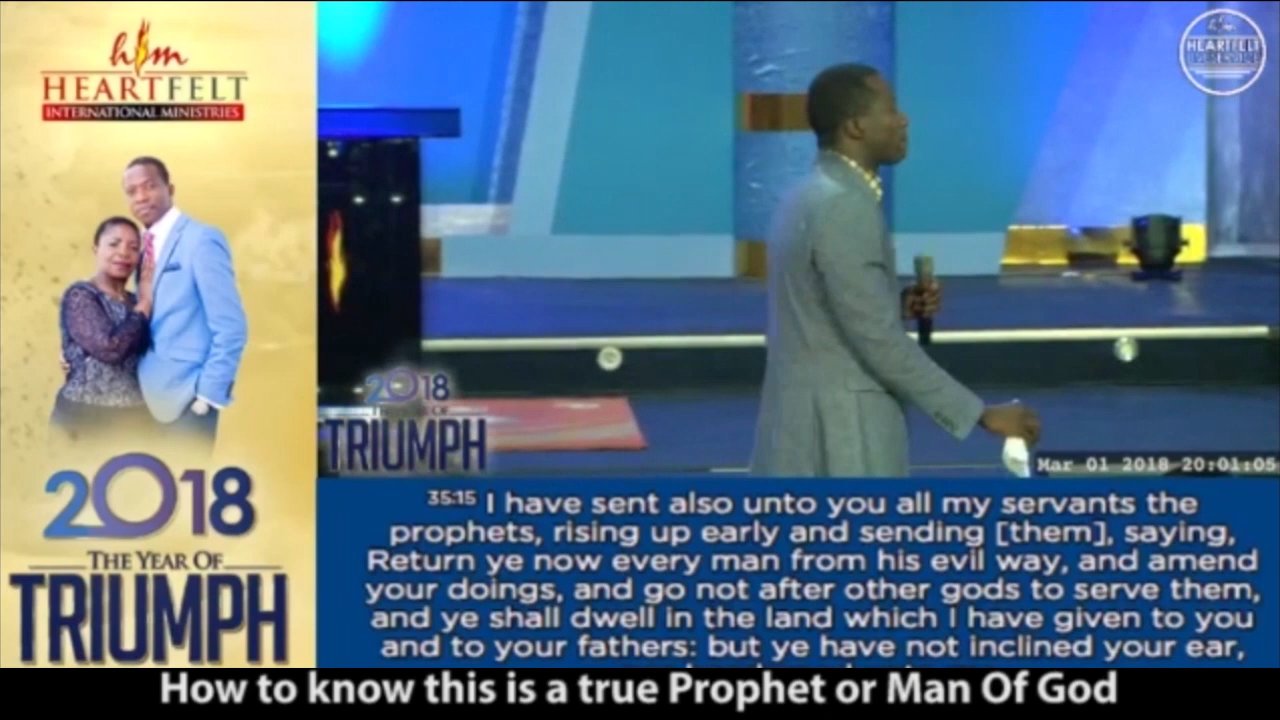 him
HEARTFELT
INTERNATIONAL MINISTRIES
2018
THE YEAR OF
TRIUMPH
HEARTFELT
2018
TRIUMPH
Mar 01 2018 20:01:05
35:15 I have sent also unto you all my servants the
prophets, rising up early and sending [them], saying,
Return ye now every man from his evil way, and amend
your doings, and go not after other gods to serve them,
and ye shall dwell in the land which I have given to you
and to your fathers: but ye have not inclined your ear,
How to know this is a true Prophet or Man Of God